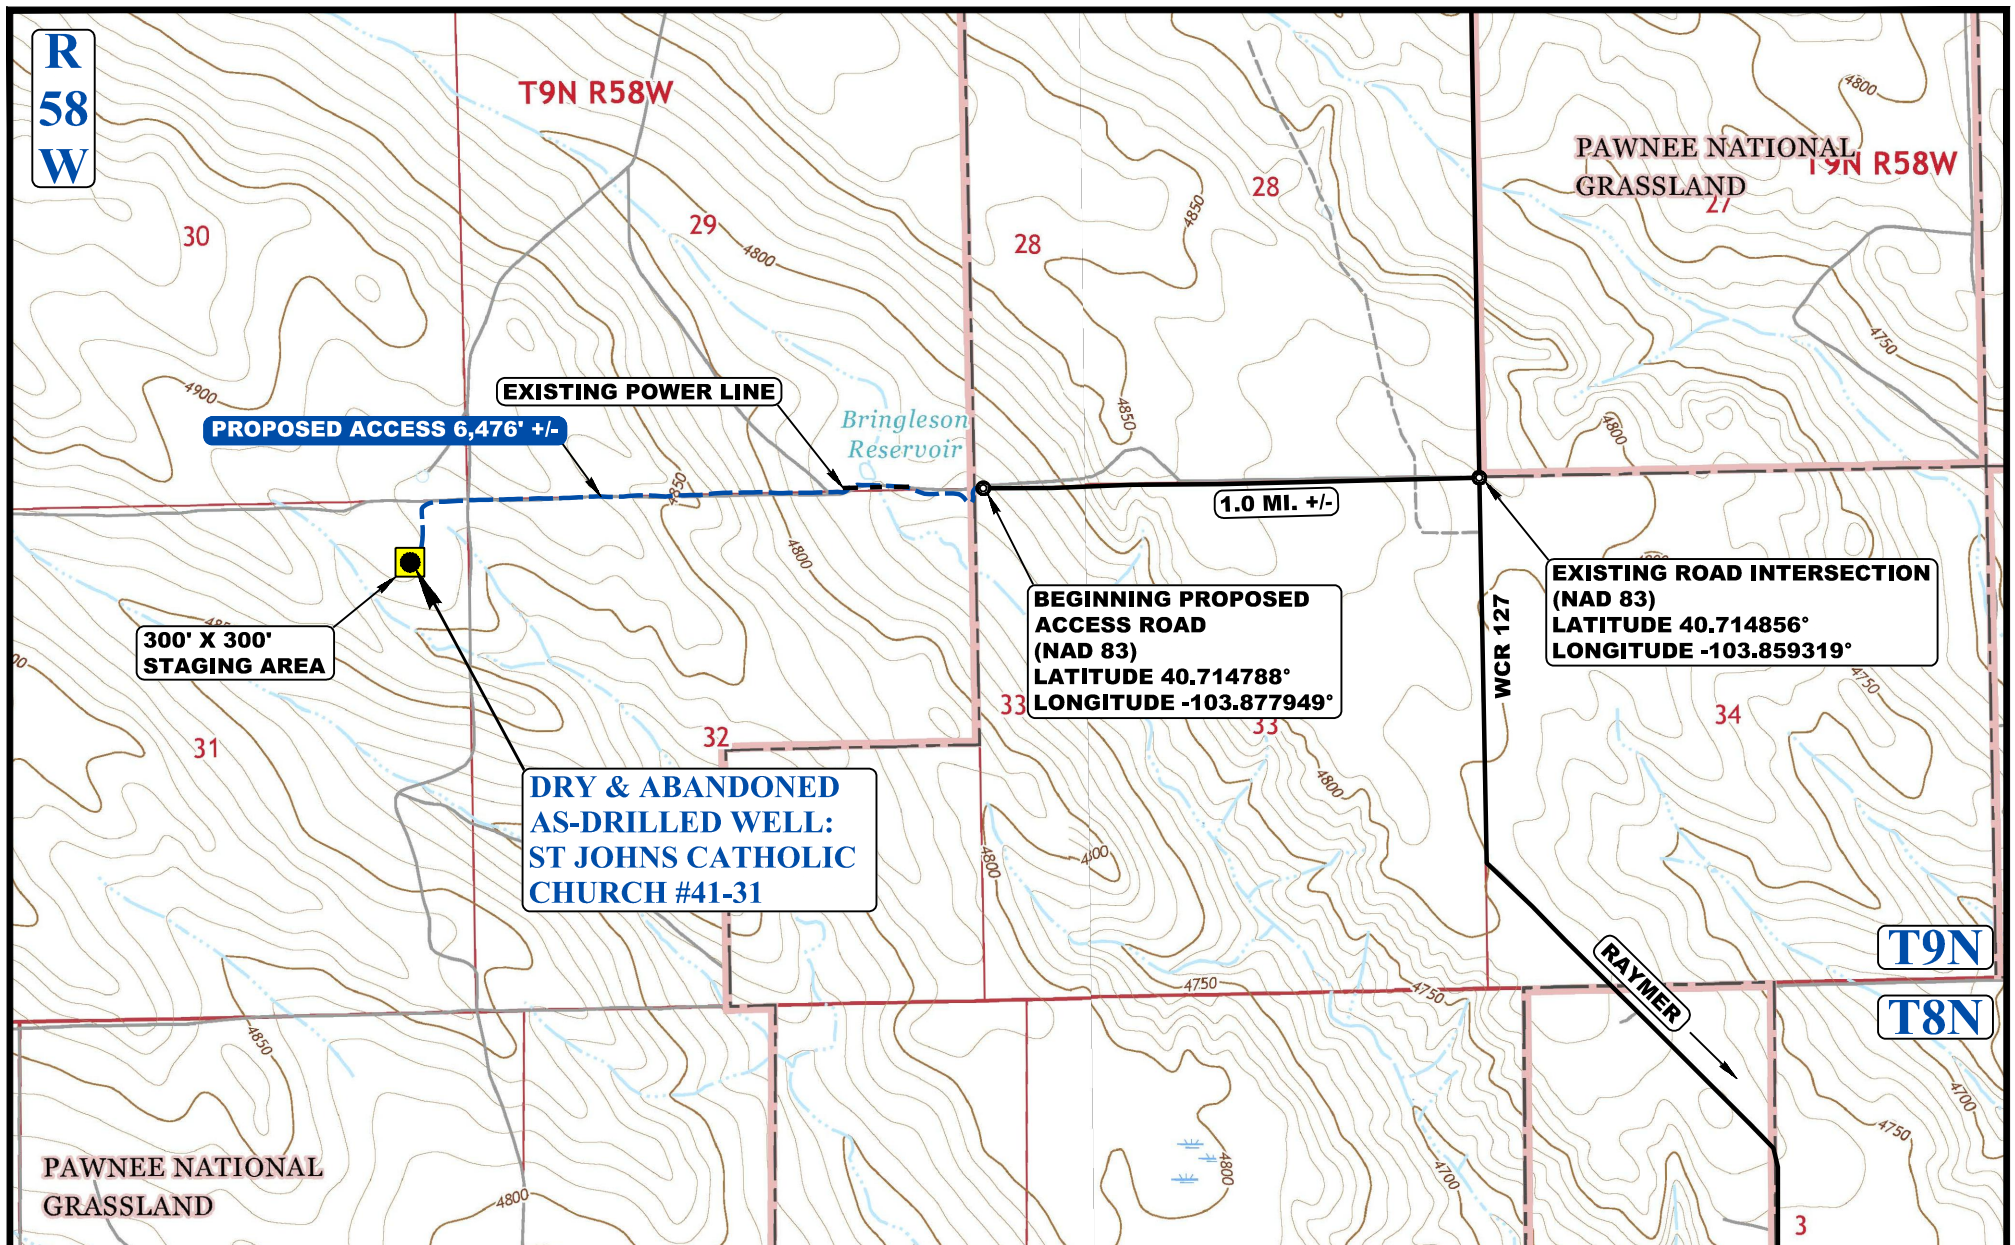 R
58
W
T9N R58W
PAWNEE NATIONAL
GRASSLAND
T9N R58W
27
28
28
29
30
4800
4850
4800
4750
4900
EXISTING POWER LINE
PROPOSED ACCESS 6,476' +/-
Bringleson
Reservoir
4850
4800
4850
4800
1.0 MI. +/-
300' X 300'
STAGING AREA
BEGINNING PROPOSED
ACCESS ROAD
(NAD 83)
LATITUDE 40.714788°
LONGITUDE -103.877949°
WCR 127
EXISTING ROAD INTERSECTION
(NAD 83)
LATITUDE 40.714856°
LONGITUDE -103.859319°
4750
31
32
33
33
34
DRY & ABANDONED
AS-DRILLED WELL:
ST JOHNS CATHOLIC
CHURCH #41-31
4800
4800
4800
4750
4750
RAYMER
T9N
T8N
4850
4700
4750
4800
4700
4800
PAWNEE NATIONAL
GRASSLAND
3